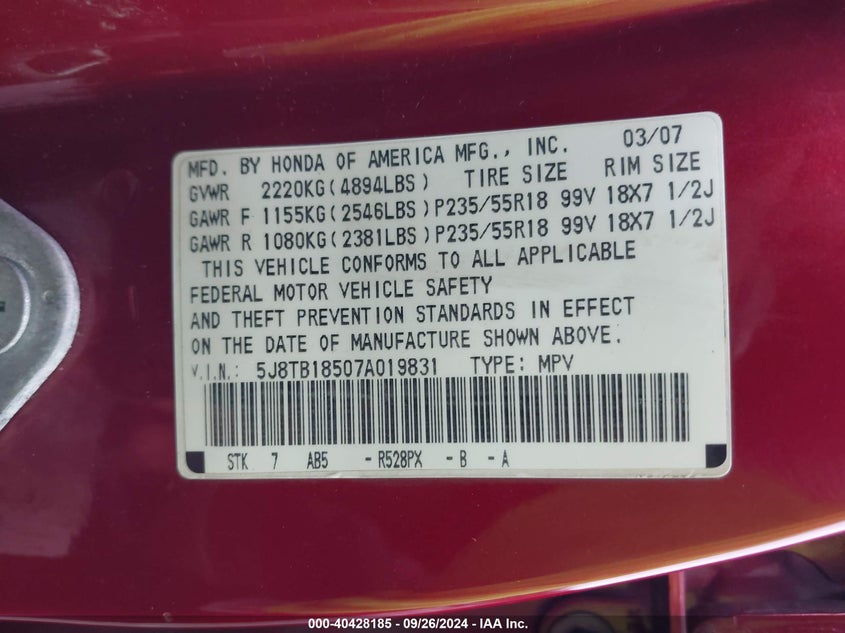 MFD. BY HONDA OF AMERICA MFG., INC. 03/07
GVWR 2220KG(4894LBS) TIRE SIZE RIM SIZE
GAWR F 1155KG(2546LBS)P235/55R18 99V 18X7 1/2J
GAWR R 1080KG(2381LBS)P235/55R18 99V 18X7 1/2J
THIS VEHICLE CONFORMS TO ALL APPLICABLE
FEDERAL MOTOR VEHICLE SAFETY
AND THEFT PREVENTION STANDARDS IN EFFECT
ON THE DATE OF MANUFACTURE SHOWN ABOVE.
V.I.N.: 5J8TB18507A019831 TYPE: MPV
STK 7 AB5 - R528PX - B - A
000-40428185 - 09/26/2024 - IAA Inc.